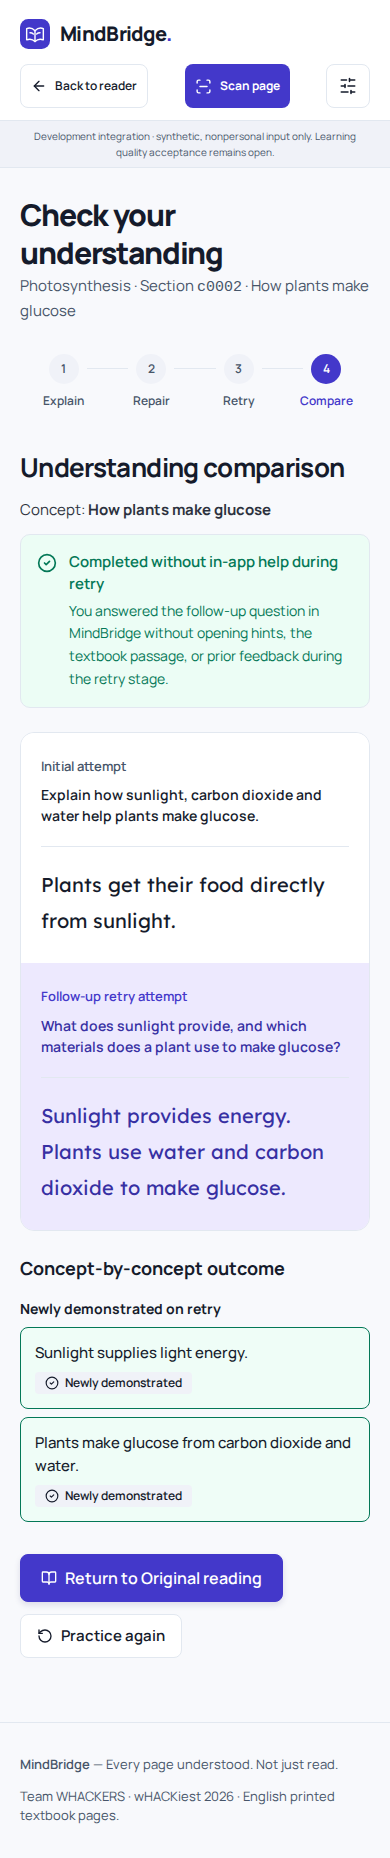 MindBridge.
Back to reader
Scan page
Development integration · synthetic, nonpersonal input only. Learning
quality acceptance remains open.
Check your
understanding
Photosynthesis · Section c0002 · How plants make
glucose
1
2
3
4
Explain
Repair
Retry
Compare
Understanding comparison
Concept: How plants make glucose
Completed without in-app help during
retry
You answered the follow-up question in
MindBridge without opening hints, the
textbook passage, or prior feedback during
the retry stage.
Initial attempt
Explain how sunlight, carbon dioxide and
water help plants make glucose.
Plants get their food directly
from sunlight.
Follow-up retry attempt
What does sunlight provide, and which
materials does a plant use to make glucose?
Sunlight provides energy.
Plants use water and carbon
dioxide to make glucose.
Concept-by-concept outcome
Newly demonstrated on retry
Sunlight supplies light energy.
Newly demonstrated
Plants make glucose from carbon dioxide and
water.
Newly demonstrated
Return to Original reading
Practice again
MindBridge — Every page understood. Not just read.
Team WHACKERS · wHACKiest 2026 · English printed
textbook pages.